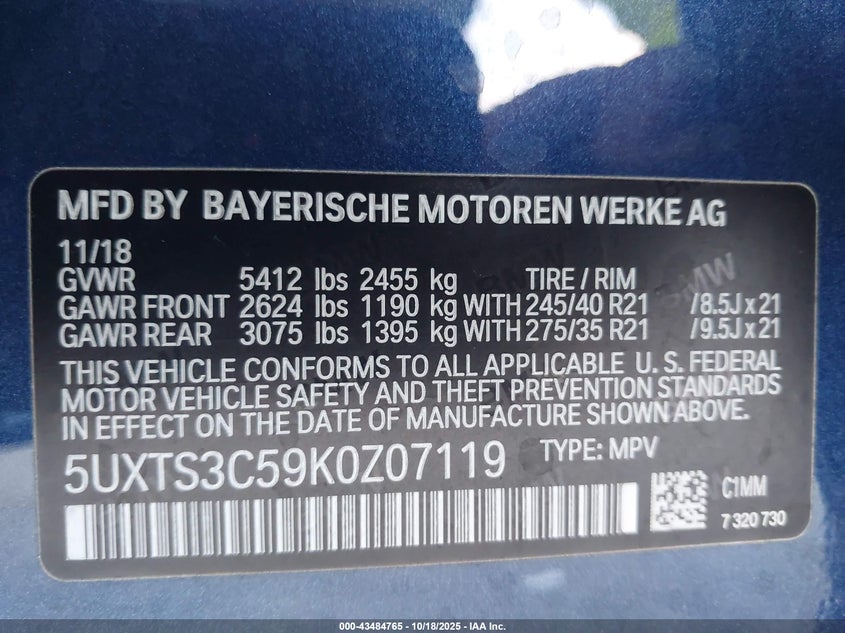 MFD BY BAYERISCHE MOTOREN WERKE AG
11/18
GVWR 5412 lbs 2455 kg TIRE / RIM
GAWR FRONT 2624 lbs 1190 kg WITH 245/40 R21 /8.5J x 21
GAWR REAR 3075 lbs 1395 kg WITH 275/35 R21 /9.5J x 21
THIS VEHICLE CONFORMS TO ALL APPLICABLE U. S. FEDERAL
MOTOR VEHICLE SAFETY AND THEFT PREVENTION STANDARDS
IN EFFECT ON THE DATE OF MANUFACTURE SHOWN ABOVE.
5UXTS3C59K0Z07119 TYPE: MPV
C1MM
7 320 730
000-43484765 - 10/18/2025 - IAA Inc.